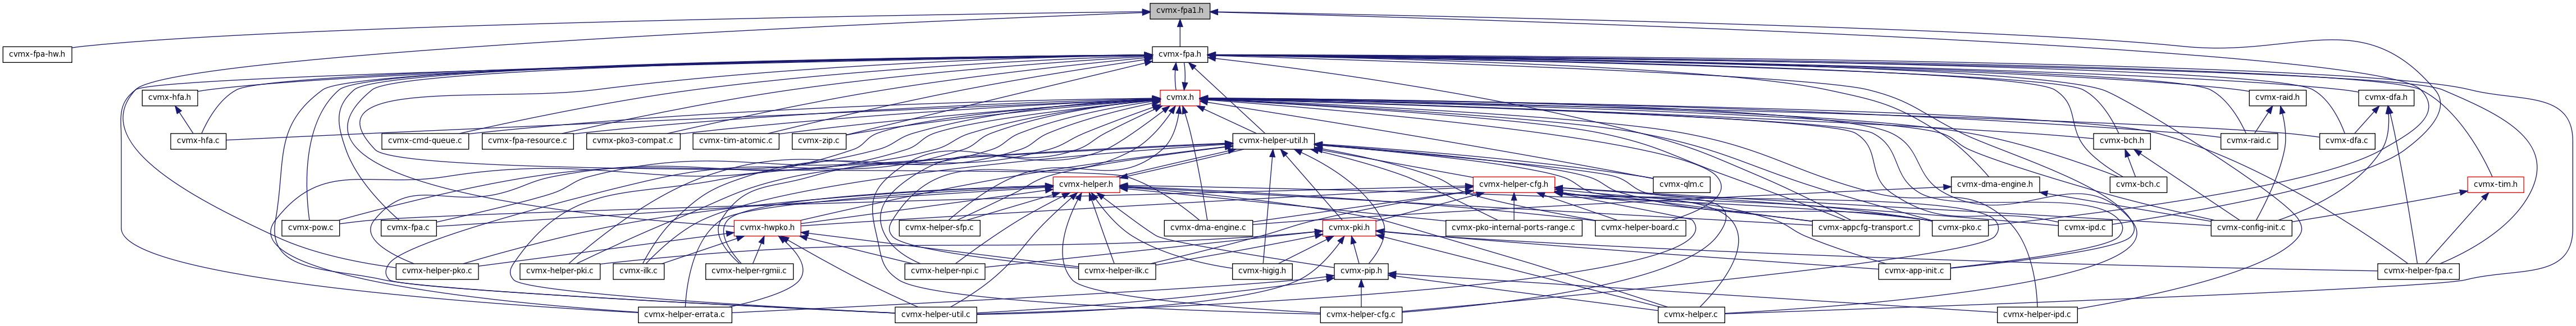 cvmx-fpa1.h
cvmx-fpa-hw.h
cvmx-fpa.h
cvmx-hfa.h
cvmx.h
cvmx-raid.h
cvmx-dfa.h
cvmx-hfa.c
cvmx-cmd-queue.c
cvmx-fpa-resource.c
cvmx-pko3-compat.c
cvmx-tim-atomic.c
cvmx-zip.c
cvmx-helper-util.h
cvmx-bch.h
cvmx-raid.c
cvmx-dfa.c
cvmx-helper.h
cvmx-helper-cfg.h
cvmx-qlm.c
cvmx-dma-engine.h
cvmx-bch.c
cvmx-tim.h
cvmx-pow.c
cvmx-fpa.c
cvmx-hwpko.h
cvmx-helper-sfp.c
cvmx-dma-engine.c
cvmx-pki.h
cvmx-pko-internal-ports-range.c
cvmx-helper-board.c
cvmx-appcfg-transport.c
cvmx-pko.c
cvmx-ipd.c
cvmx-config-init.c
cvmx-helper-pko.c
cvmx-helper-pki.c
cvmx-ilk.c
cvmx-helper-rgmii.c
cvmx-helper-npi.c
cvmx-helper-ilk.c
cvmx-higig.h
cvmx-pip.h
cvmx-app-init.c
cvmx-helper-fpa.c
cvmx-helper-errata.c
cvmx-helper-util.c
cvmx-helper-cfg.c
cvmx-helper.c
cvmx-helper-ipd.c